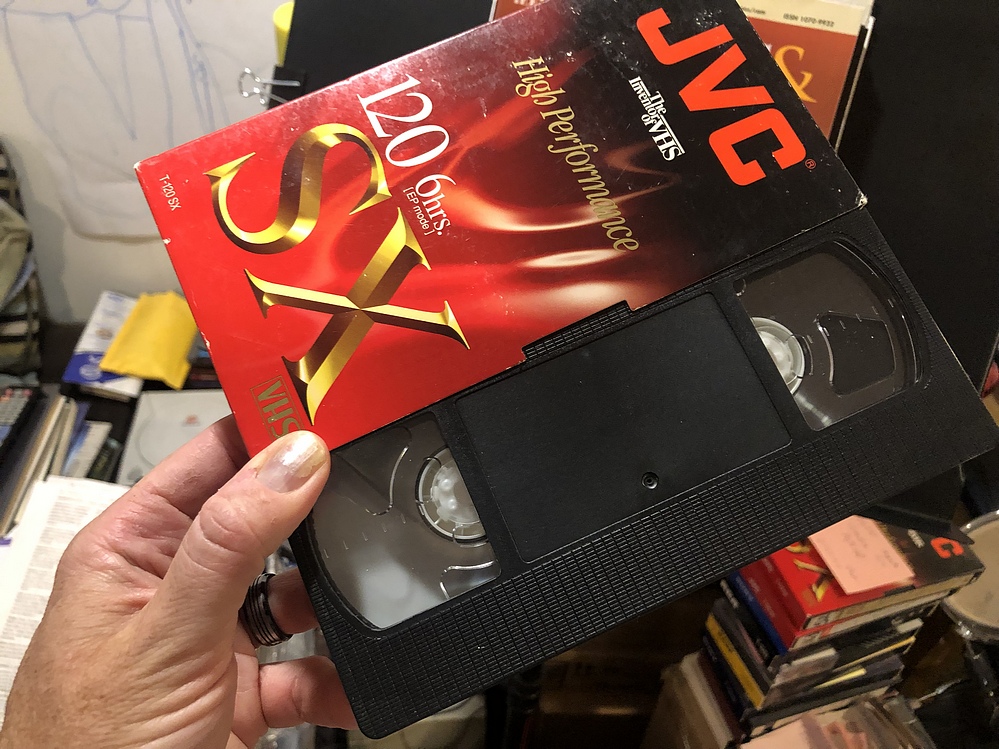 JVC®
The
Inventor
of VHS
High Performance
120
6hrs.
[EP mode]
SX
VHS
T-120 SX
ISSN 1070-9932
&